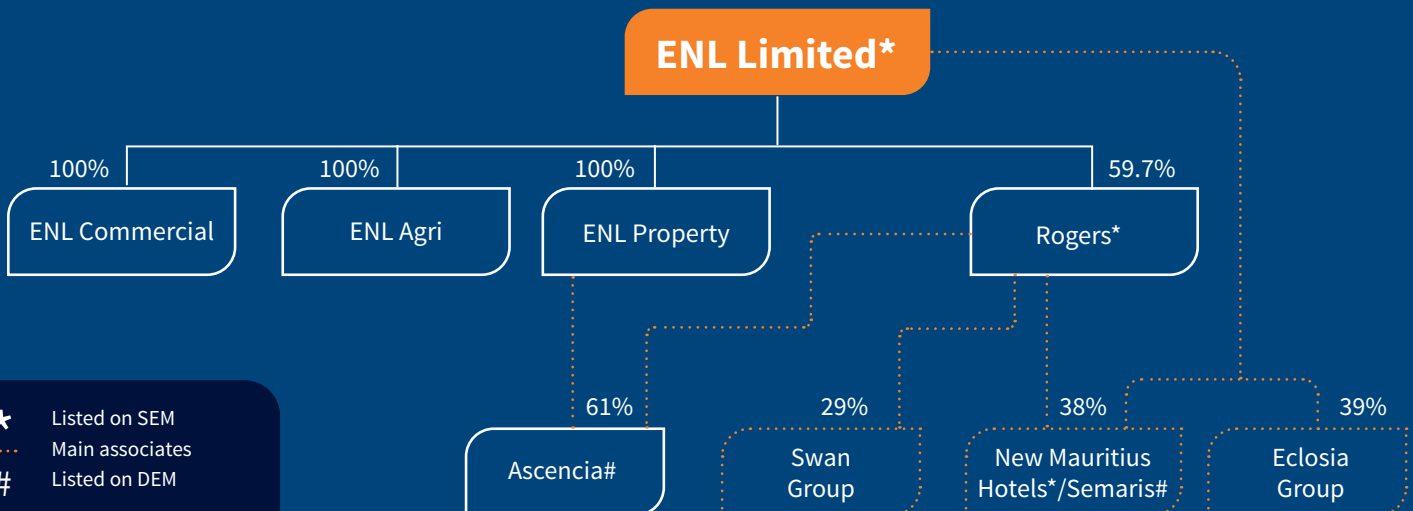 ENL Limited*
100%
100%
100%
59.7%
ENL Commercial
ENL Agri
ENL Property
Rogers*
61%
29%
38%
39%
Ascencia#
Swan
Group
New Mauritius
Hotels*/Semaris#
Eclosia
Group
* Listed on SEM
Main associates
# Listed on DEM